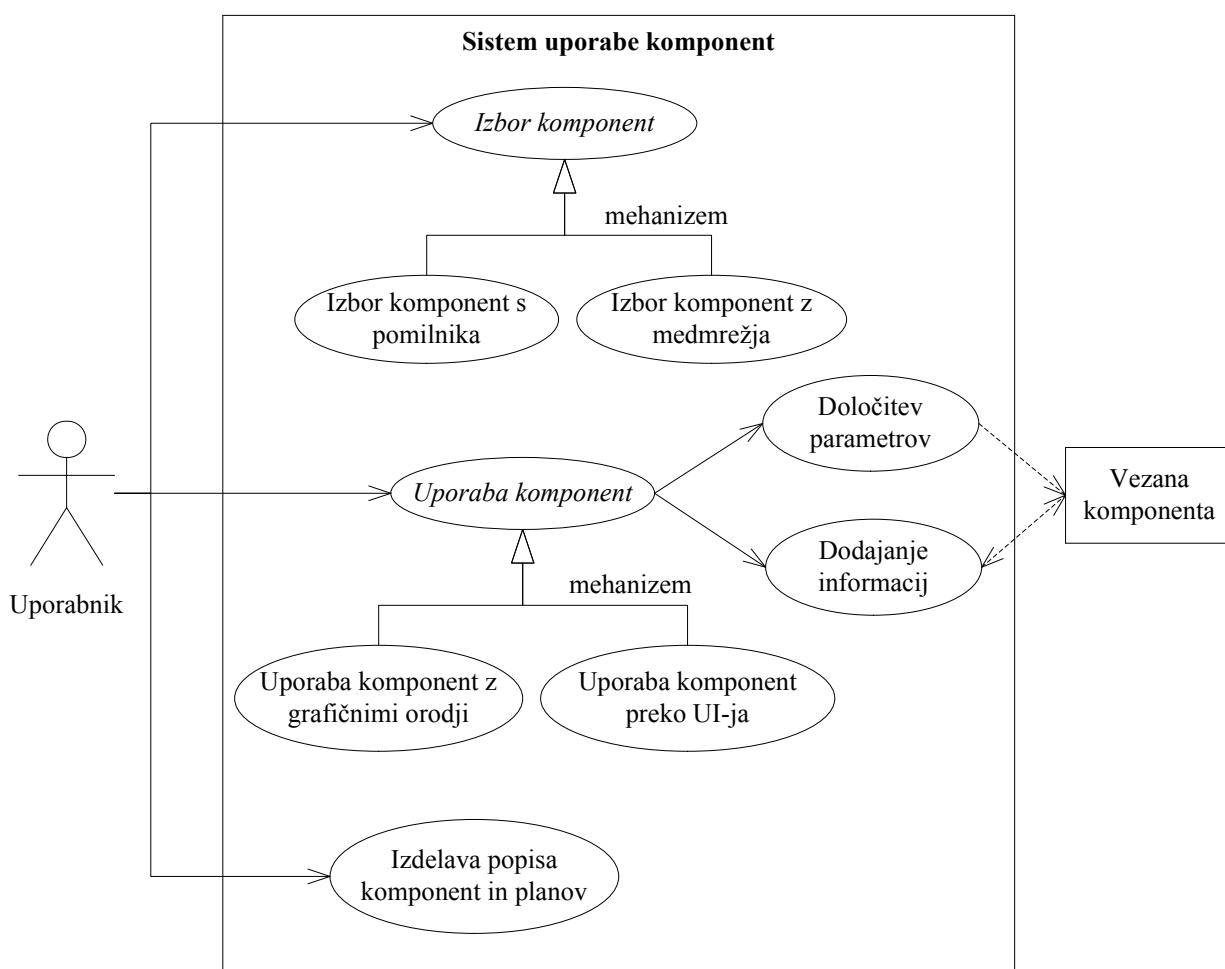 Sistem uporabe komponent
Izbor komponent
mehanizem
Izbor komponent s
pomilnika
Izbor komponent z
medmrežja
Določitev
parametrov
Vezana
komponenta
Uporaba komponent
Dodajanje
informacij
Uporabnik
mehanizem
Uporaba komponent z
grafičnimi orodji
Uporaba komponent
preko UI-ja
Izdelava popisa
komponent in planov